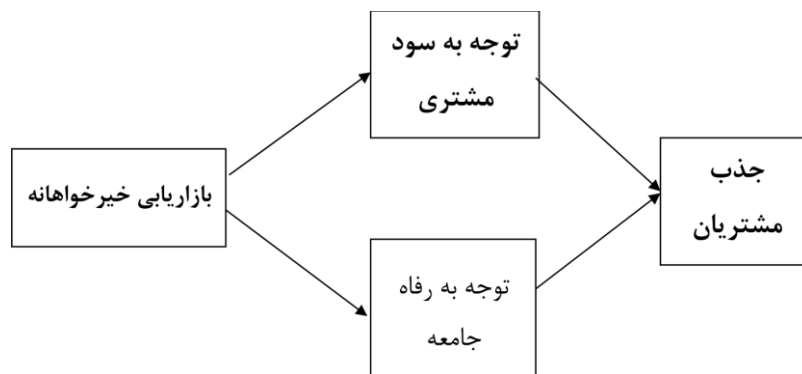 توجه به سود
مشتری
بازاریابی خیرخواهانه
جذب
مشتریان
توجه به رفاه
جامعه